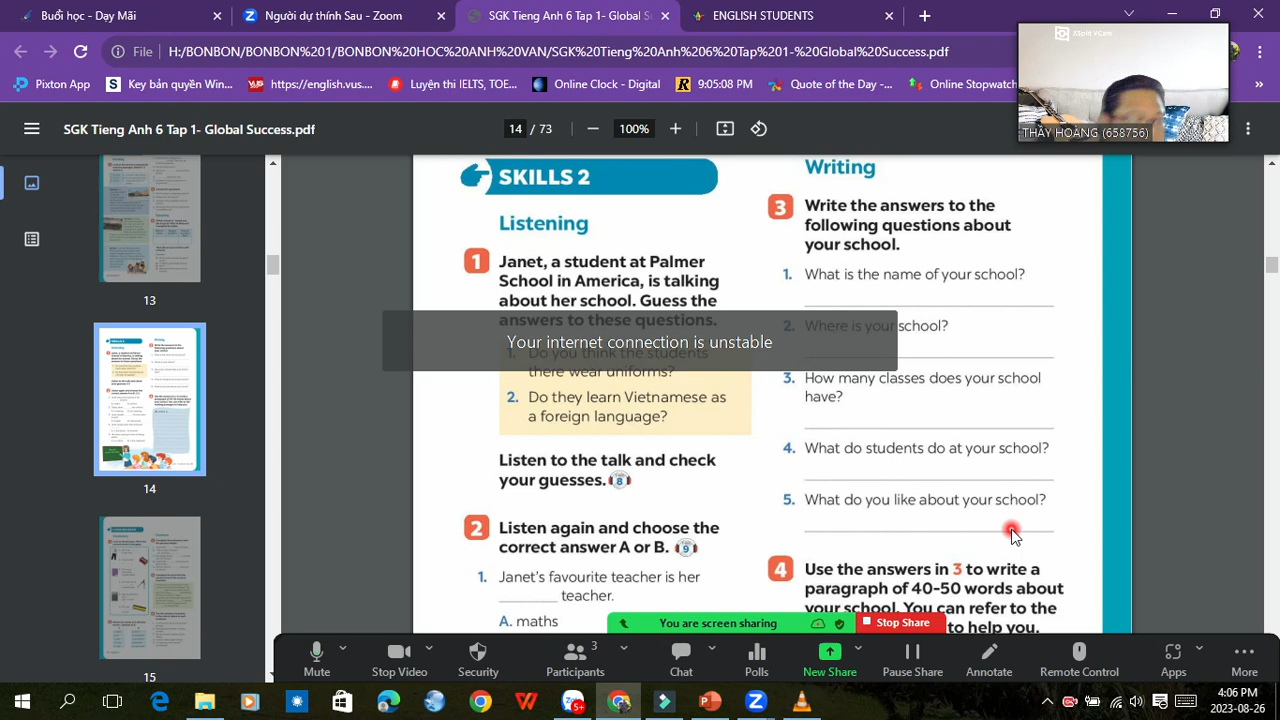 Buổi học - Dự án Mầm - Zoom
SGK Tiếng Anh 6 Tập 1- Global S
ENGLISH STUDENTS
File
H:/BONBON/BONBON%201/BONBON/HOC%20ANH%20VAN/SGK%20Tieng%20Anh%206%20Tap%201-%20Global%20Success.pdf
XSplit VCam
Pixton App
Key bản quyền Win...
https://english.vus....
Luyện thi IELTS, TOE...
Online Clock - Digital
9:05:08 PM
Quote of the Day -...
Online Stopwatch
THẦY HOÀNG (658756)
SGK Tieng Anh 6 Tap 1- Global Success.pdf
14 / 73
100%
13
14
15
SKILLS 2
Listening
1 Janet, a student at Palmer
School in America, is talking
about her school. Guess the
answers to these questions.
there wear uniforms?
2. Do they learn Vietnamese as
a foreign language?
Listen to the talk and check
your guesses. 8
2 Listen again and choose the
correct answer A or B. 9
1. Janet's favourite teacher is her
______ teacher.
A. maths
Writing
3 Write the answers to the
following questions about
your school.
1. What is the name of your school?
2. Where is your school?
3. How many classes does your school
have?
4. What do students do at your school?
5. What do you like about your school?
4 Use the answers in 3 to write a
paragraph of 40-50 words about
your school. You can refer to the
to help you.
Your internet connection is unstable
You are screen sharing
Stop Share
Mute
Stop Video
Security
Participants
3
Chat
Polls
New Share
Pause Share
Annotate
Remote Control
Apps
More
5+
4:06 PM
2023-08-26